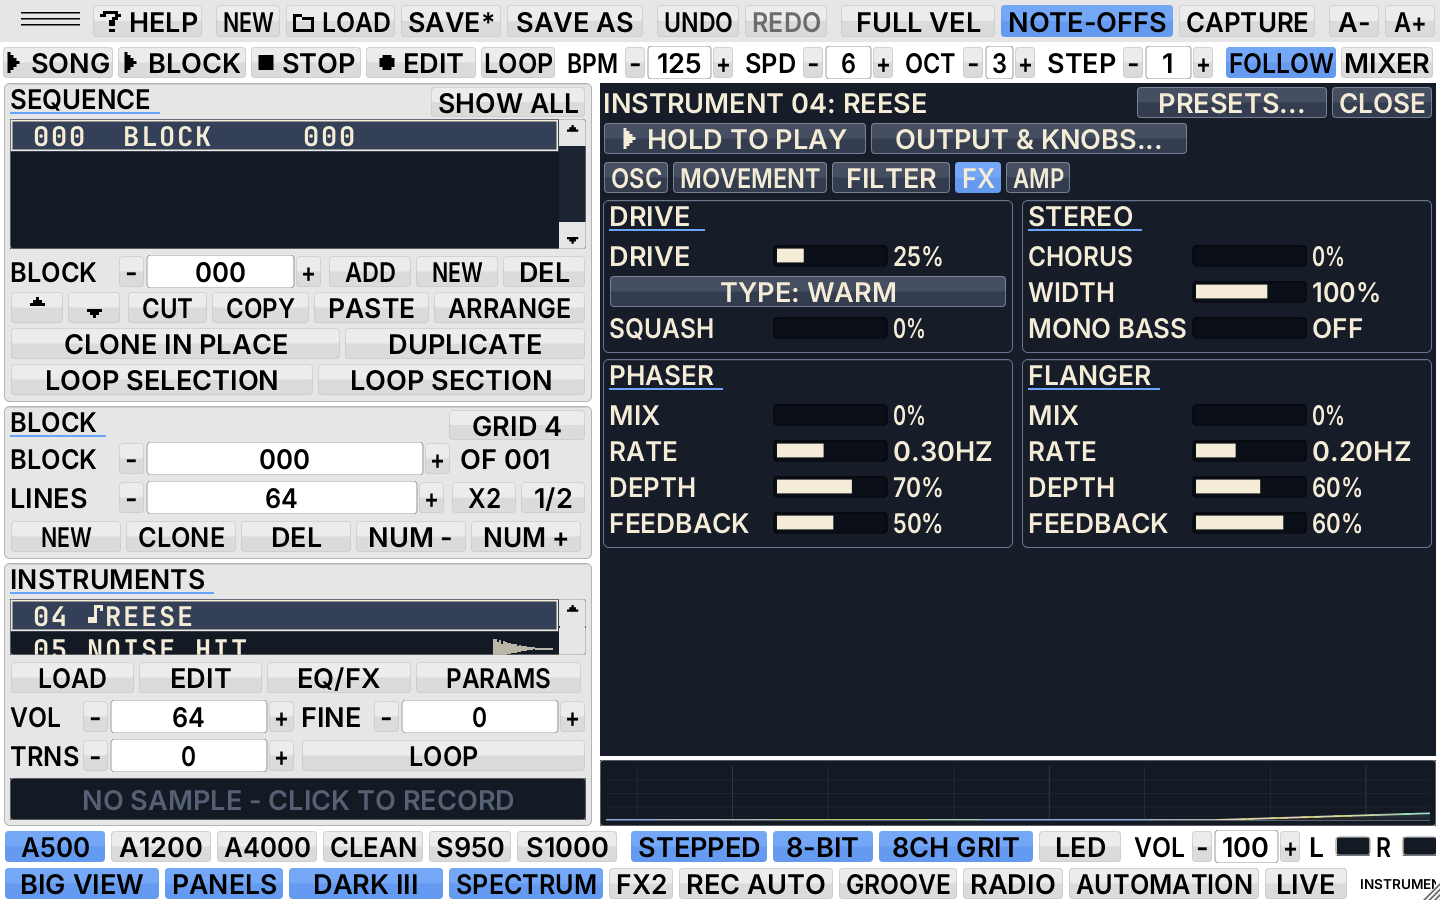 HELP NEW LOAD SAVE* SAVE AS UNDO REDO FULL VEL NOTE-OFFS CAPTURE A- A+
SONG BLOCK STOP EDIT LOOP BPM - 125 + SPD - 6 + OCT - 3 + STEP - 1 + FOLLOW MIXER
SEQUENCE SHOW ALL
000 BLOCK 000
BLOCK - 000 + ADD NEW DEL
CUT COPY PASTE ARRANGE
CLONE IN PLACE DUPLICATE
LOOP SELECTION LOOP SECTION
BLOCK GRID 4
BLOCK - 000 + OF 001
LINES - 64 + X2 1/2
NEW CLONE DEL NUM - NUM +
INSTRUMENTS
04 REESE
05 NOISE HIT
LOAD EDIT EQ/FX PARAMS
VOL - 64 + FINE - 0 +
TRNS - 0 + LOOP
NO SAMPLE - CLICK TO RECORD
INSTRUMENT 04: REESE PRESETS... CLOSE
HOLD TO PLAY OUTPUT & KNOBS...
OSC MOVEMENT FILTER FX AMP
DRIVE
DRIVE 25%
TYPE: WARM
SQUASH 0%
STEREO
CHORUS 0%
WIDTH 100%
MONO BASS OFF
PHASER
MIX 0%
RATE 0.30HZ
DEPTH 70%
FEEDBACK 50%
FLANGER
MIX 0%
RATE 0.20HZ
DEPTH 60%
FEEDBACK 60%
A500 A1200 A4000 CLEAN S950 S1000 STEPPED 8-BIT 8CH GRIT LED VOL - 100 + L R
BIG VIEW PANELS DARK III SPECTRUM FX2 REC AUTO GROOVE RADIO AUTOMATION LIVE INSTRUMEN